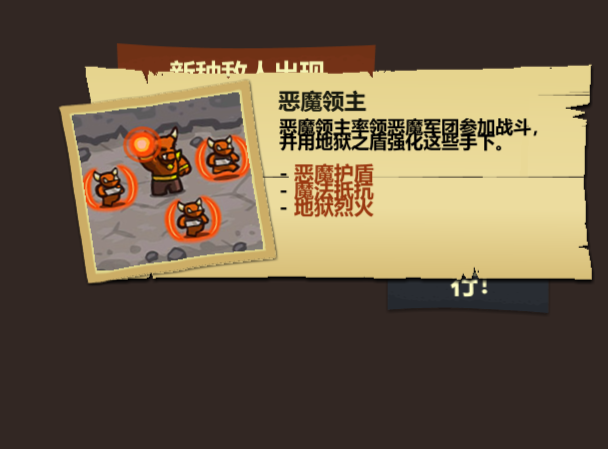 新种敌人出现
恶魔领主
恶魔领主率领恶魔军团参加战斗，
并用地狱之盾强化这些手下。
- 恶魔护盾
- 魔法抵抗
- 地狱烈火
行！